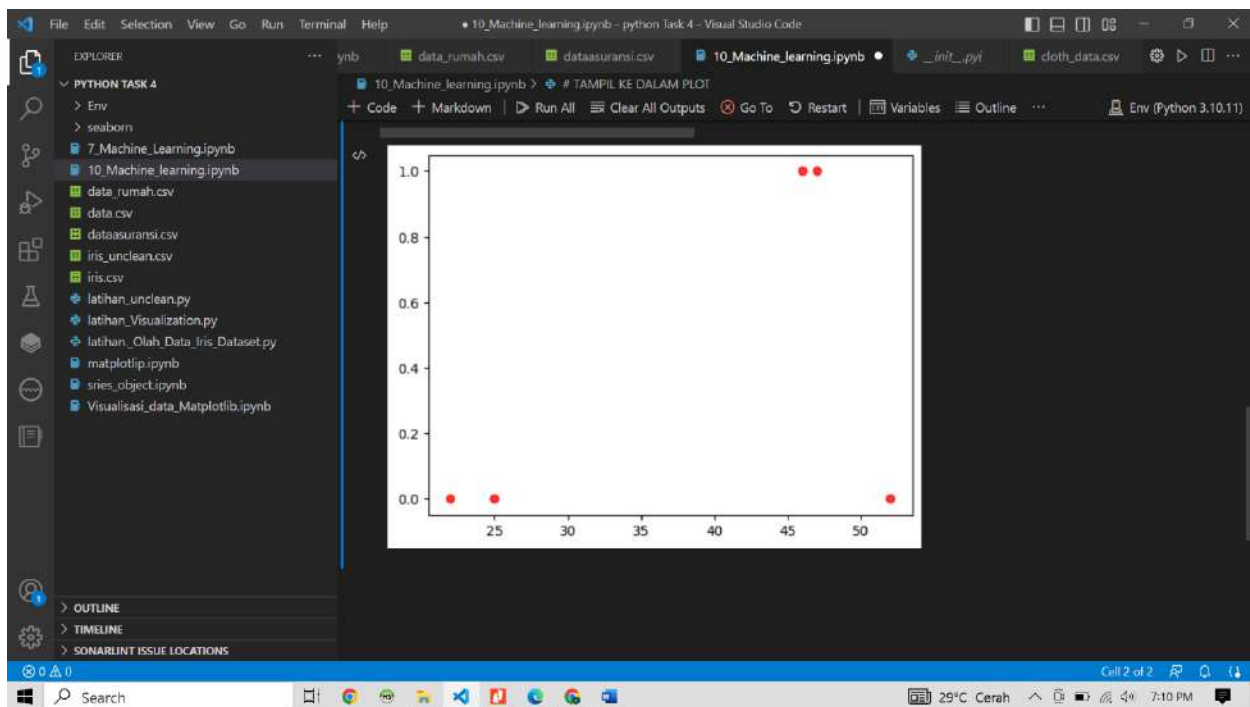 File Edit Selection View Go Run Terminal Help
● 10_Machine_learning.ipynb - python Task 4 - Visual Studio Code
EXPLORER
ynb
data_rumah.csv
dataasuransi.csv
10_Machine_learning.ipynb ●
__init__.pyi
cloth_data.csv
PYTHON TASK 4
10_Machine_learning.ipynb > # TAMPIL KE DALAM PLOT
+ Code + Markdown | Run All Clear All Outputs Go To Restart | Variables Outline ... Env (Python 3.10.11)
> Env
> seaborn
7_Machine_Learning.ipynb
10_Machine_learning.ipynb
data_rumah.csv
data.csv
dataasuransi.csv
iris_unclean.csv
iris.csv
latihan_unclean.py
latihan_Visualization.py
latihan._Olah_Data_Iris_Dataset.py
matplotlip.ipynb
sries_object.ipynb
Visualisasi_data_Matplotlib.ipynb
1.0
0.8
0.6
0.4
0.2
0.0
25 30 35 40 45 50
> OUTLINE
> TIMELINE
> SONARLINT ISSUE LOCATIONS
0 0
Cell 2 of 2
Search
29°C Cerah
7:10 PM